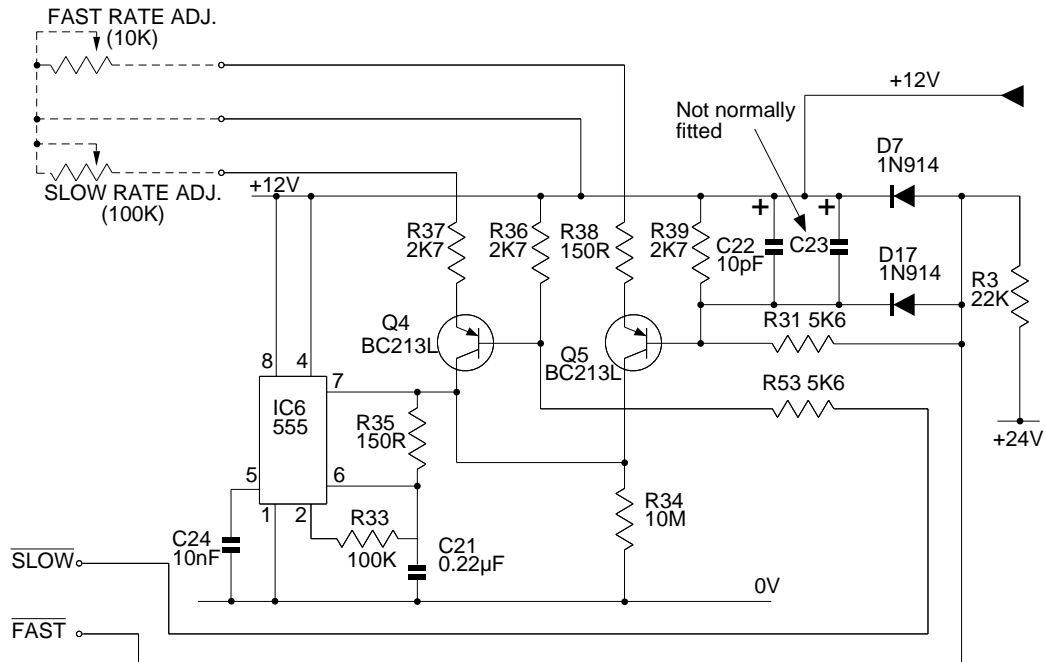 FAST RATE ADJ.
(10K)
+12V
Not normally
fitted
D7
1N914
SLOW RATE ADJ.
(100K)
+12V
+
+
R37
2K7
R36
2K7
R38
150R
R39
2K7
C22
10pF
C23
D17
1N914
R3
22K
Q4
BC213L
Q5
BC213L
R31 5K6
R53 5K6
+24V
8
4
7
IC6
555
R35
150R
5
6
1
2
R33
100K
R34
10M
C24
10nF
C21
0.22µF
SLOW
0V
FAST